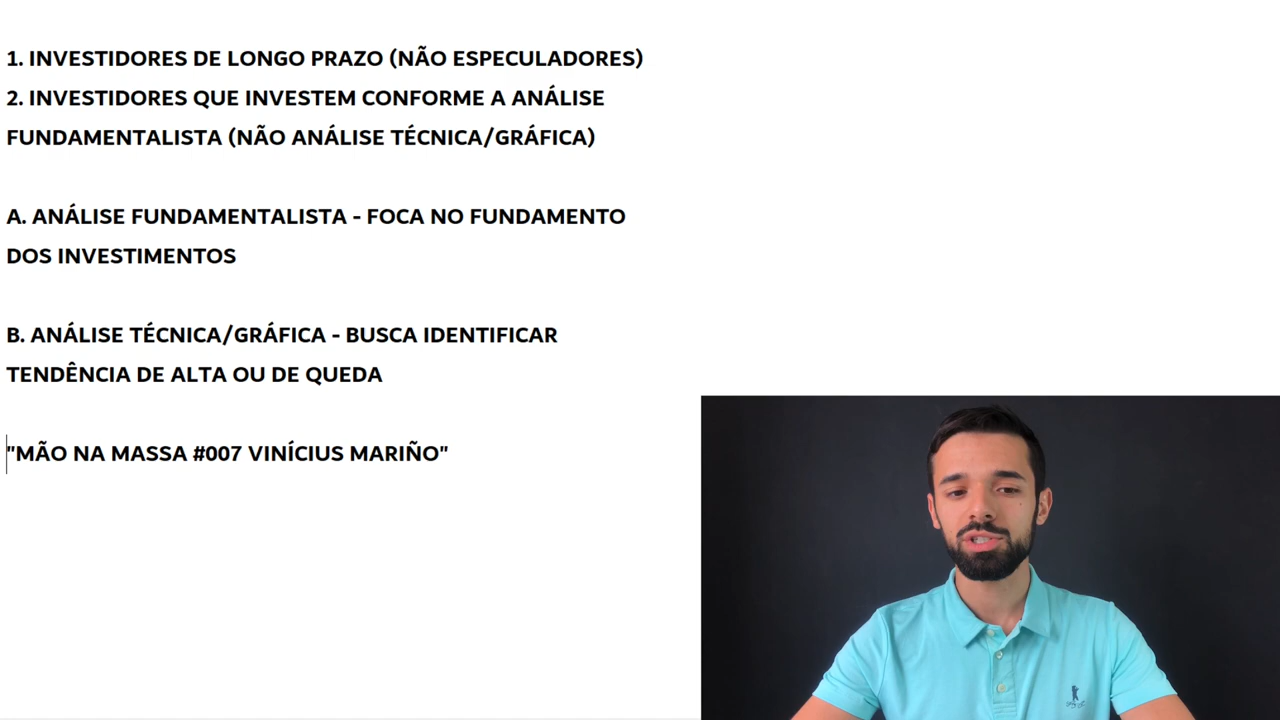 1. INVESTIDORES DE LONGO PRAZO (NÃO ESPECULADORES)
2. INVESTIDORES QUE INVESTEM CONFORME A ANÁLISE
FUNDAMENTALISTA (NÃO ANÁLISE TÉCNICA/GRÁFICA)
A. ANÁLISE FUNDAMENTALISTA - FOCA NO FUNDAMENTO
DOS INVESTIMENTOS
B. ANÁLISE TÉCNICA/GRÁFICA - BUSCA IDENTIFICAR
TENDÊNCIA DE ALTA OU DE QUEDA
"MÃO NA MASSA #007 VINÍCIUS MARIÑO"